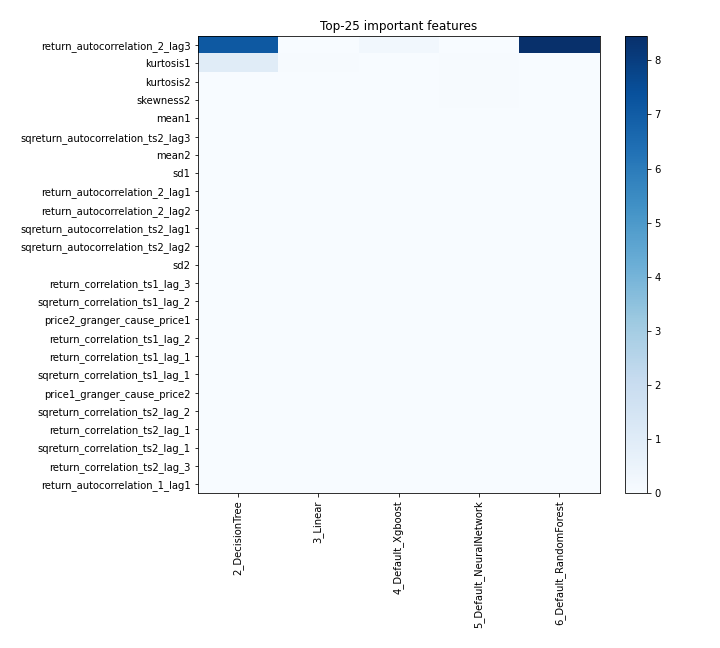 Top-25 important features
return_autocorrelation_2_lag3
kurtosis1
kurtosis2
skewness2
mean1
sqreturn_autocorrelation_ts2_lag3
mean2
sd1
return_autocorrelation_2_lag1
return_autocorrelation_2_lag2
sqreturn_autocorrelation_ts2_lag1
sqreturn_autocorrelation_ts2_lag2
sd2
return_correlation_ts1_lag_3
sqreturn_correlation_ts1_lag_2
price2_granger_cause_price1
return_correlation_ts1_lag_2
return_correlation_ts1_lag_1
sqreturn_correlation_ts1_lag_1
price1_granger_cause_price2
sqreturn_correlation_ts2_lag_2
return_correlation_ts2_lag_1
sqreturn_correlation_ts2_lag_1
return_correlation_ts2_lag_3
return_autocorrelation_1_lag1
2_DecisionTree
3_Linear
4_Default_Xgboost
5_Default_NeuralNetwork
6_Default_RandomForest
8
7
6
5
4
3
2
1
0